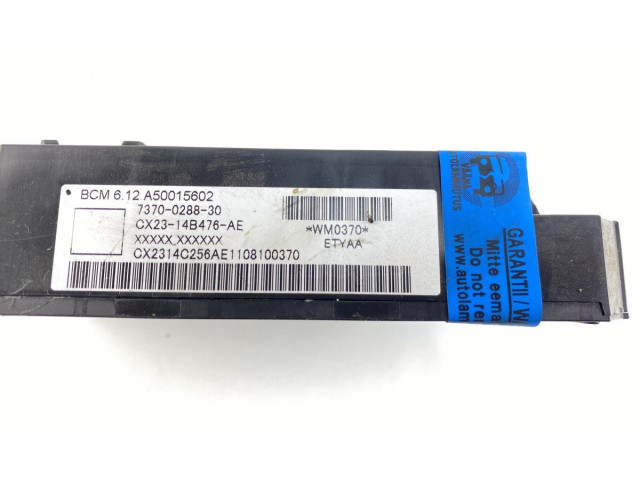 BCM 6.12 A50015602
7370-0288-30
CX23-14B476-AE
XXXXX.XXXXXX
CX2314C256AE1108100370
*WM0370*
ETYAA
GARANTII / W
Mitte eema
Do not re
www.autolam